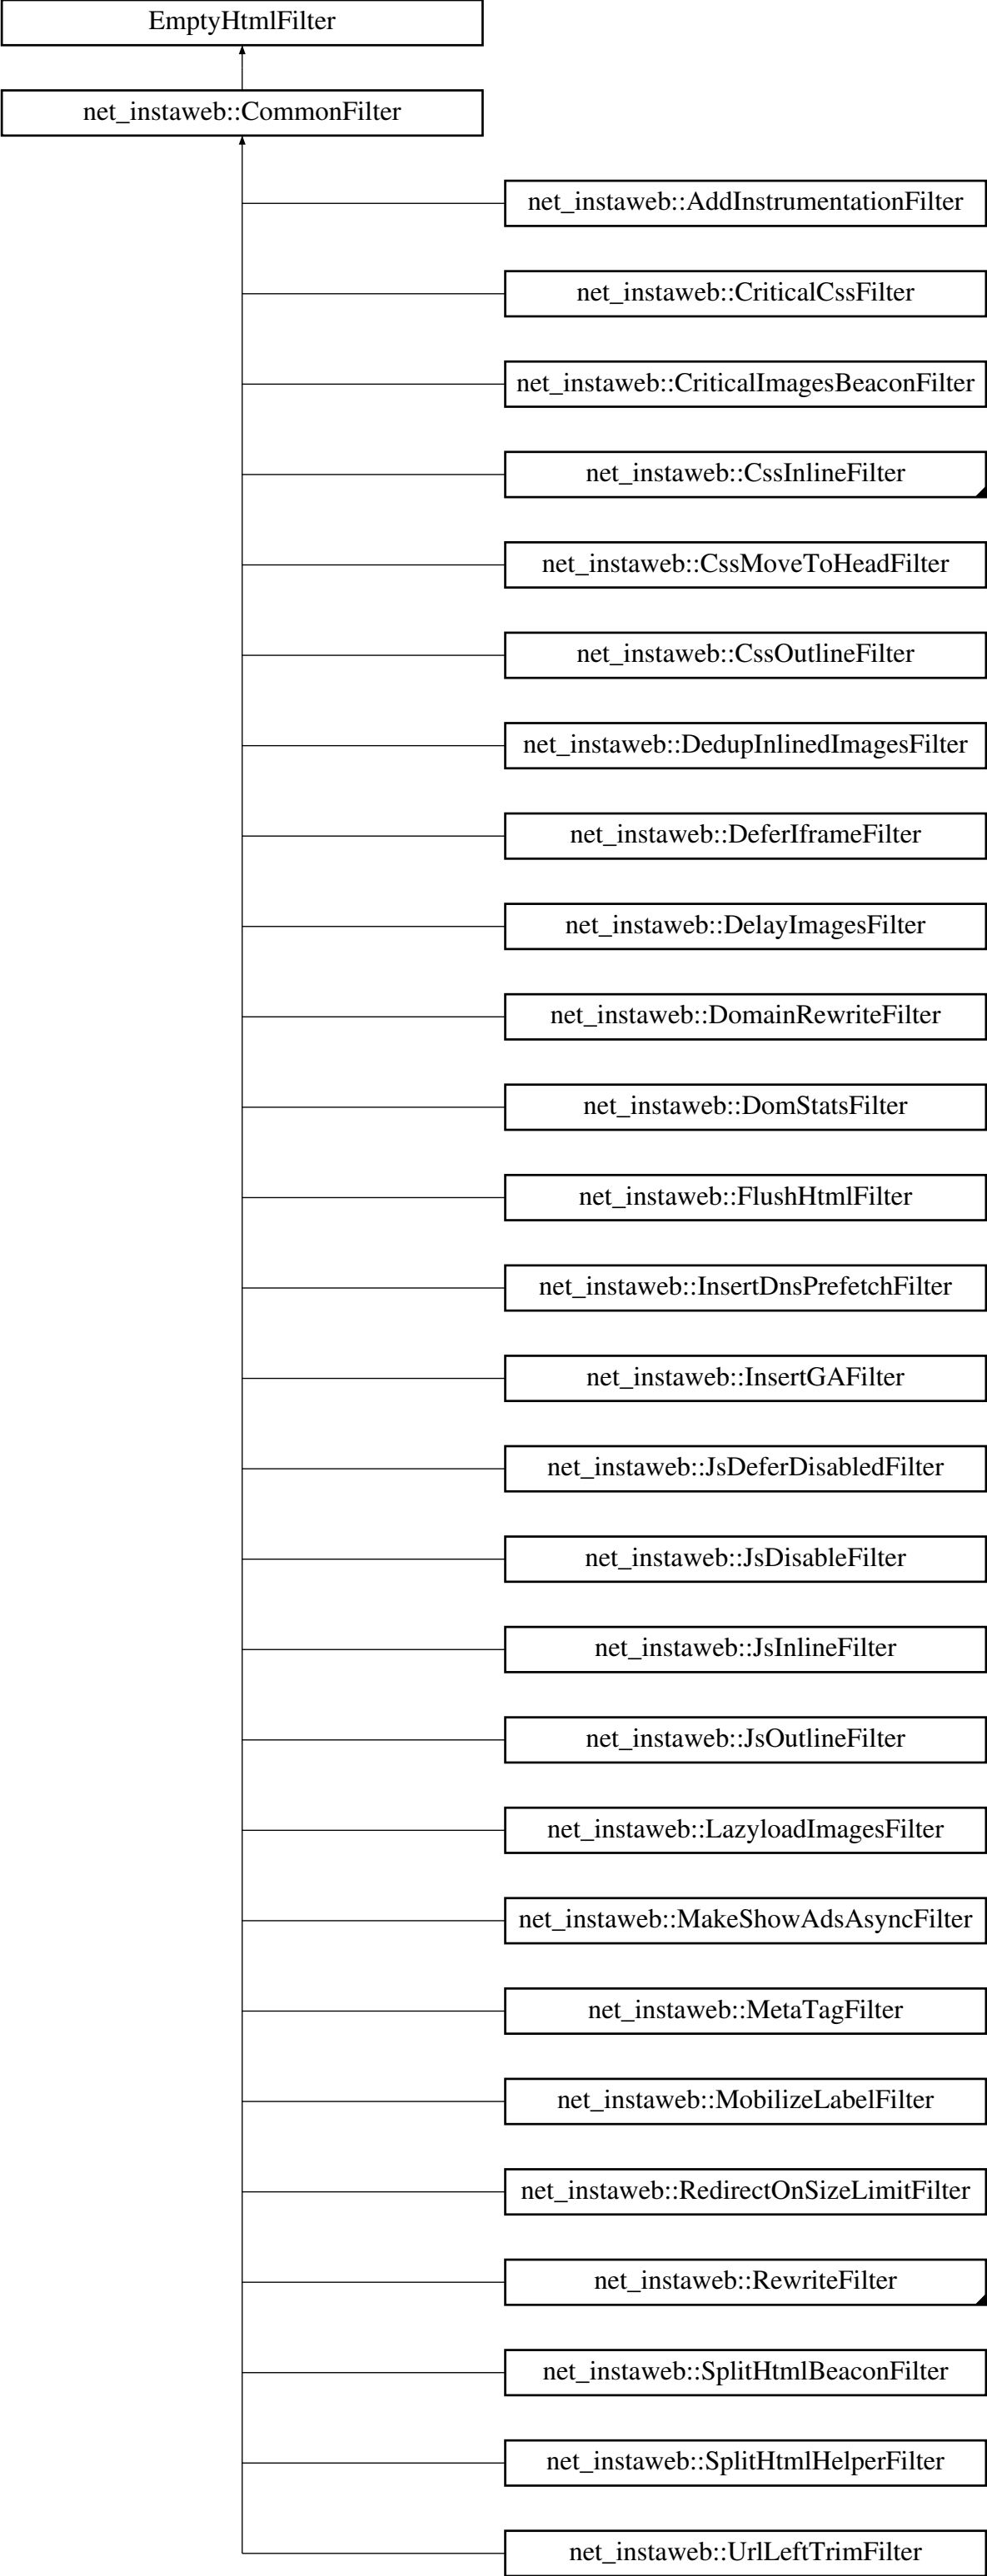 EmptyHtmlFilter
net_instaweb::CommonFilter
net_instaweb::AddInstrumentationFilter
net_instaweb::CriticalCssFilter
net_instaweb::CriticalImagesBeaconFilter
net_instaweb::CssInlineFilter
net_instaweb::CssMoveToHeadFilter
net_instaweb::CssOutlineFilter
net_instaweb::DedupInlinedImagesFilter
net_instaweb::DeferIframeFilter
net_instaweb::DelayImagesFilter
net_instaweb::DomainRewriteFilter
net_instaweb::DomStatsFilter
net_instaweb::FlushHtmlFilter
net_instaweb::InsertDnsPrefetchFilter
net_instaweb::InsertGAFilter
net_instaweb::JsDeferDisabledFilter
net_instaweb::JsDisableFilter
net_instaweb::JsInlineFilter
net_instaweb::JsOutlineFilter
net_instaweb::LazyloadImagesFilter
net_instaweb::MakeShowAdsAsyncFilter
net_instaweb::MetaTagFilter
net_instaweb::MobilizeLabelFilter
net_instaweb::RedirectOnSizeLimitFilter
net_instaweb::RewriteFilter
net_instaweb::SplitHtmlBeaconFilter
net_instaweb::SplitHtmlHelperFilter
net_instaweb::UrlLeftTrimFilter